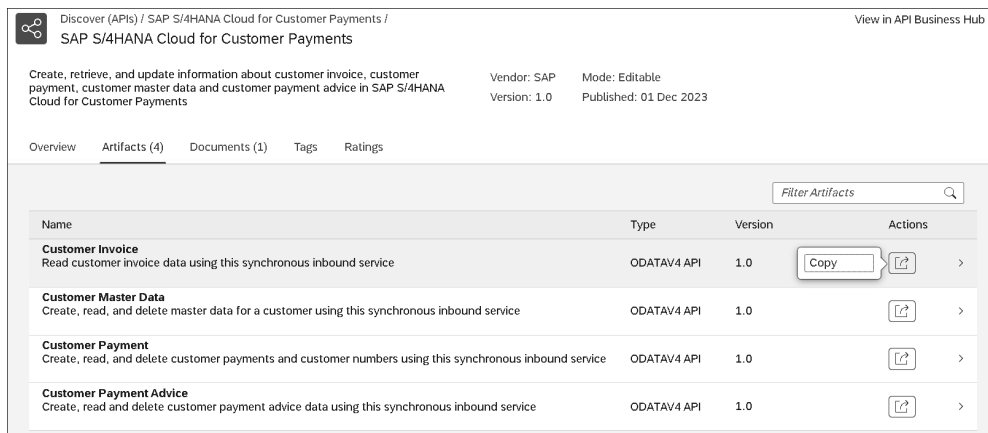 Discover (APIs) / SAP S/4HANA Cloud for Customer Payments /
View in API Business Hub
SAP S/4HANA Cloud for Customer Payments
Create, retrieve, and update information about customer invoice, customer
payment, customer master data and customer payment advice in SAP S/4HANA
Cloud for Customer Payments
Vendor: SAP Mode: Editable
Version: 1.0 Published: 01 Dec 2023
Overview Artifacts (4) Documents (1) Tags Ratings
Filter Artifacts
Name Type Version Actions
Customer Invoice
Read customer invoice data using this synchronous inbound service ODATAV4 API 1.0 Copy
Customer Master Data
Create, read, and delete master data for a customer using this synchronous inbound service ODATAV4 API 1.0
Customer Payment
Create, read, and delete customer payments and customer numbers using this synchronous inbound service ODATAV4 API 1.0
Customer Payment Advice
Create, read and delete customer payment advice data using this synchronous inbound service ODATAV4 API 1.0